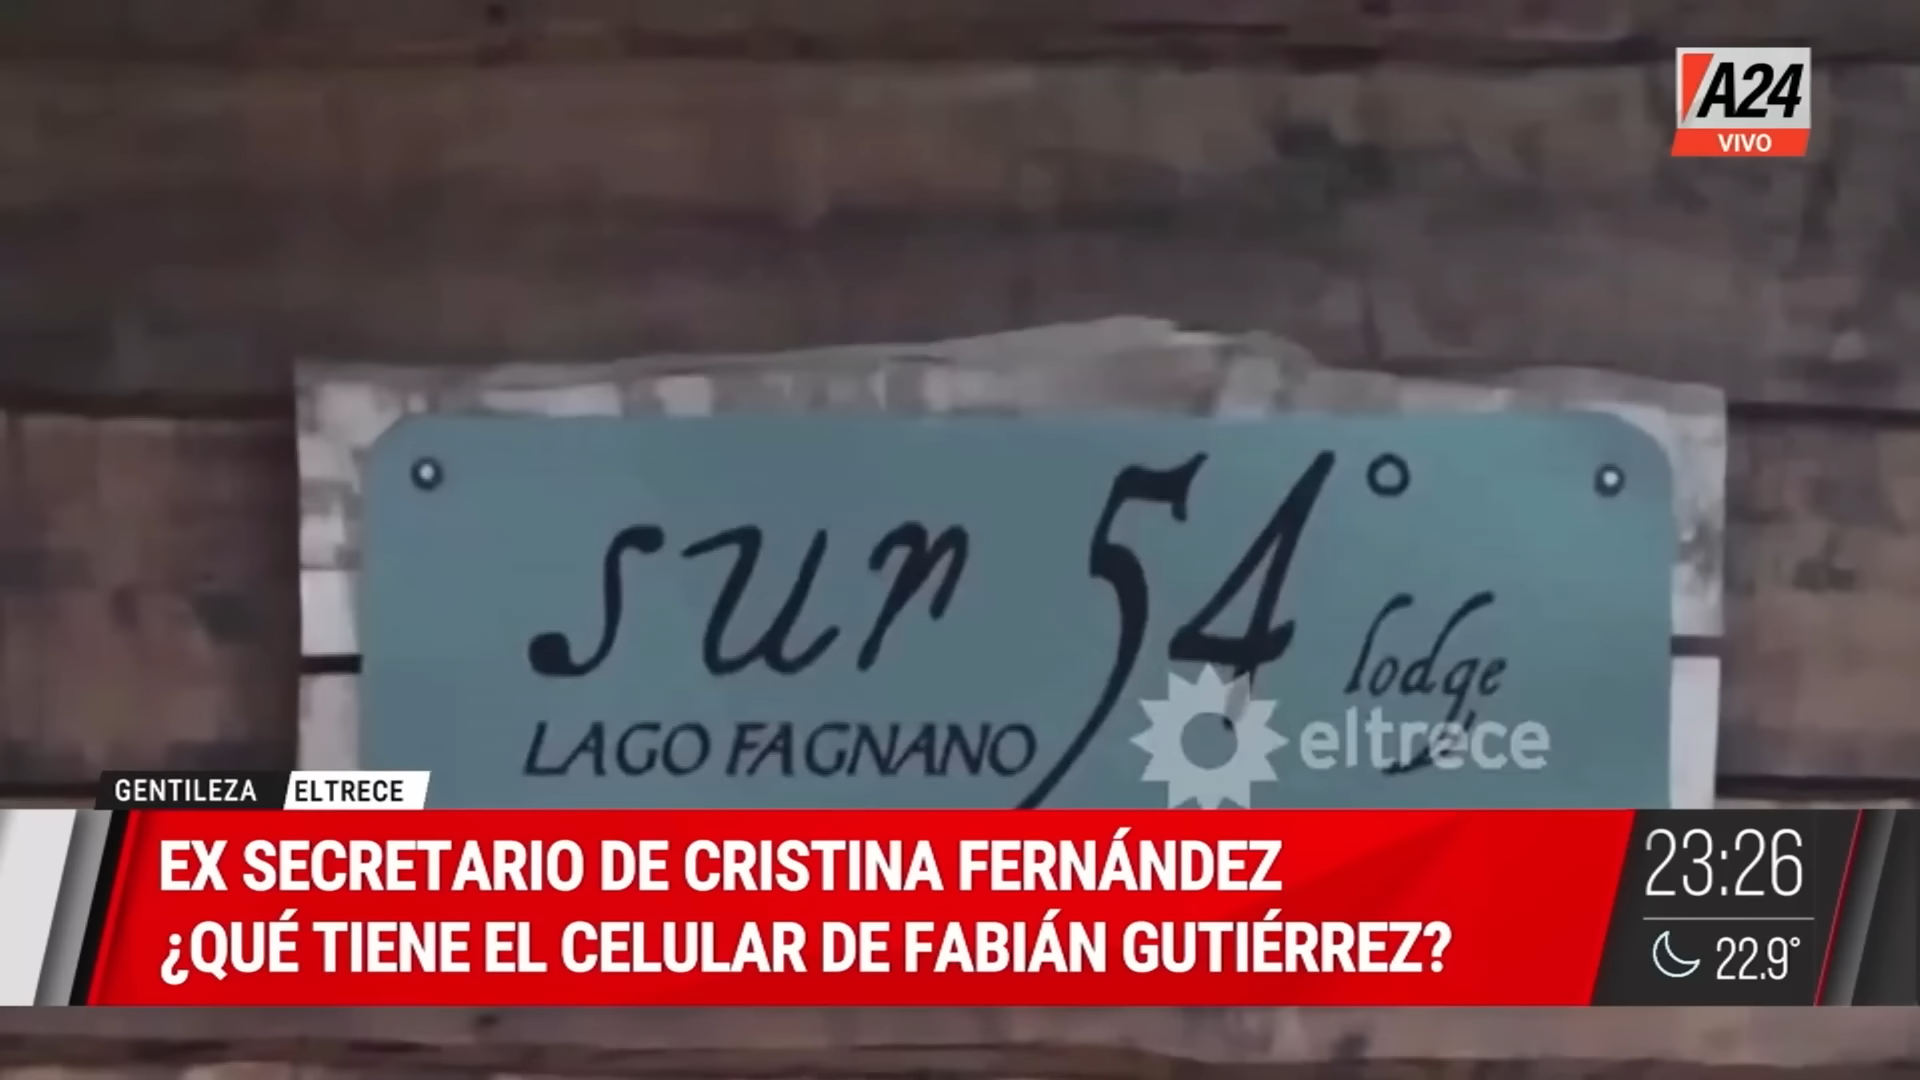 A24
VIVO
sur 54° lodge
LAGO FAGNANO
eltrece
GENTILEZA ELTRECE
EX SECRETARIO DE CRISTINA FERNÁNDEZ
¿QUÉ TIENE EL CELULAR DE FABIÁN GUTIÉRREZ?
23:26
22.9°